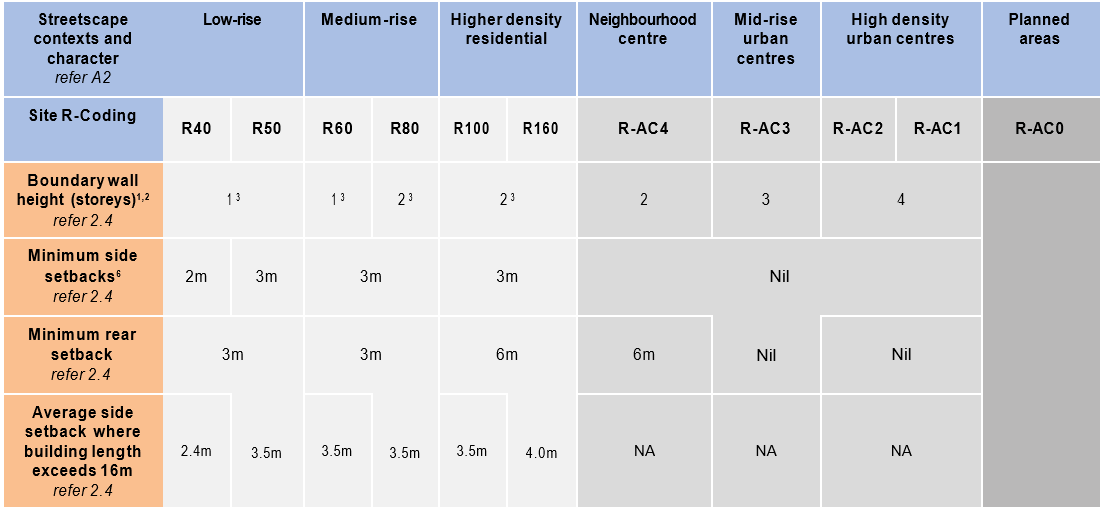 Streetscape contexts and character refer A2 | Low-rise | Medium-rise | Higher density residential | Neighbourhood centre | Mid-rise urban centres | High density urban centres | Planned areas
Site R-Coding | R40 | R50 | R60 | R80 | R100 | R160 | R-AC4 | R-AC3 | R-AC2 | R-AC1 | R-AC0
Boundary wall height (storeys)1,2 refer 2.4 | 1 3 | 1 3 | 2 3 | 2 3 | 2 | 3 | 4
Minimum side setbacks6 refer 2.4 | 2m | 3m | 3m | 3m | Nil
Minimum rear setback refer 2.4 | 3m | 3m | 6m | 6m | Nil | Nil
Average side setback where building length exceeds 16m refer 2.4 | 2.4m | 3.5m | 3.5m | 3.5m | 3.5m | 4.0m | NA | NA | NA